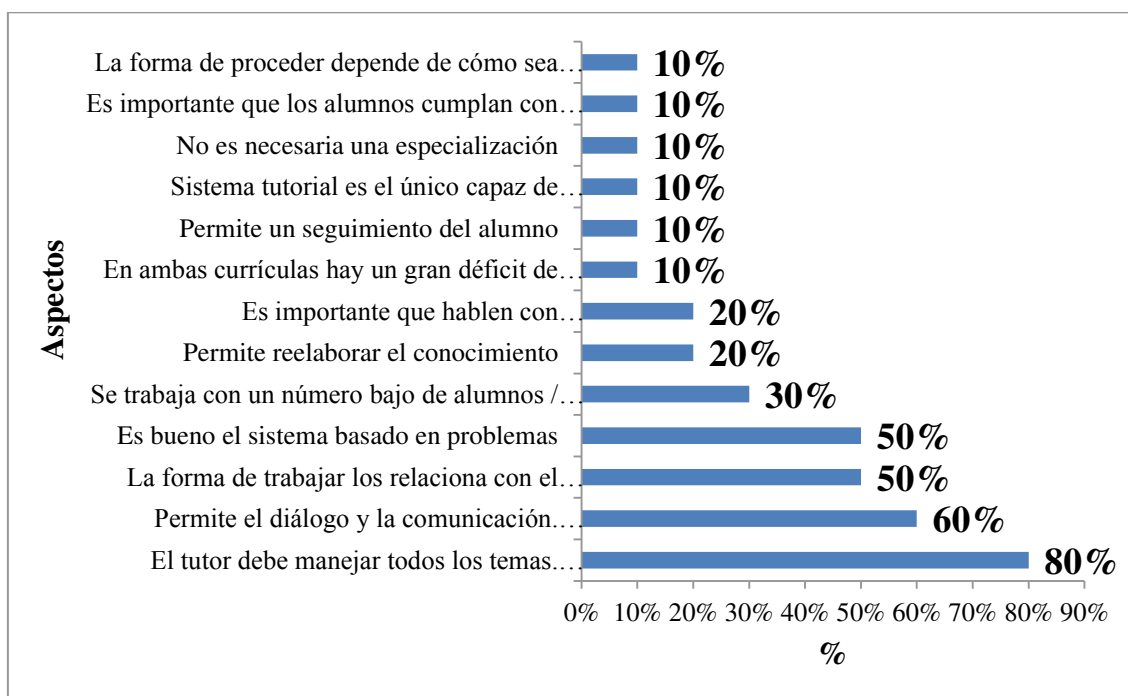 La forma de proceder depende de cómo sea… 10%
Es importante que los alumnos cumplan con… 10%
No es necesaria una especialización 10%
Sistema tutorial es el único capaz de… 10%
Permite un seguimiento del alumno 10%
En ambas currículas hay un gran déficit de… 10%
Es importante que hablen con… 20%
Permite reelaborar el conocimiento 20%
Se trabaja con un número bajo de alumnos /… 30%
Es bueno el sistema basado en problemas 50%
La forma de trabajar los relaciona con el… 50%
Permite el diálogo y la comunicación.… 60%
El tutor debe manejar todos los temas.… 80%
Aspectos
0% 10% 20% 30% 40% 50% 60% 70% 80% 90%
%